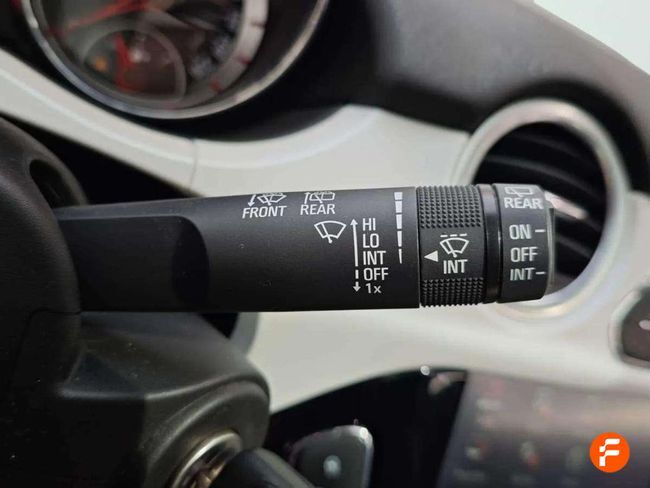 FRONT REAR
HI
LO
INT
OFF
1x
INT
REAR
ON
OFF
INT